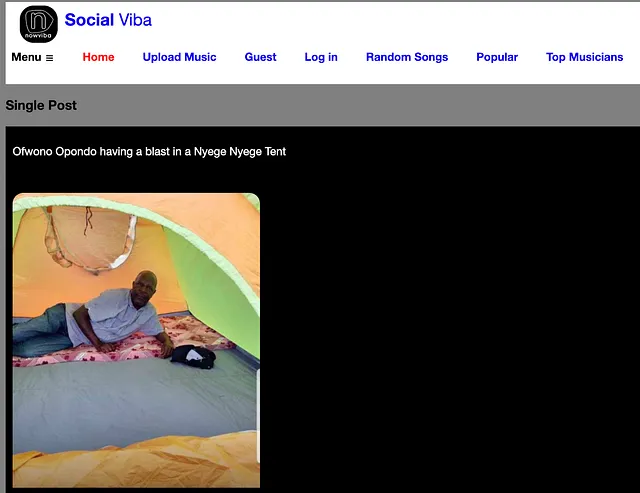 nowviba
Social Viba
Menu ≡ Home Upload Music Guest Log in Random Songs Popular Top Musicians
Single Post
Ofwono Opondo having a blast in a Nyege Nyege Tent